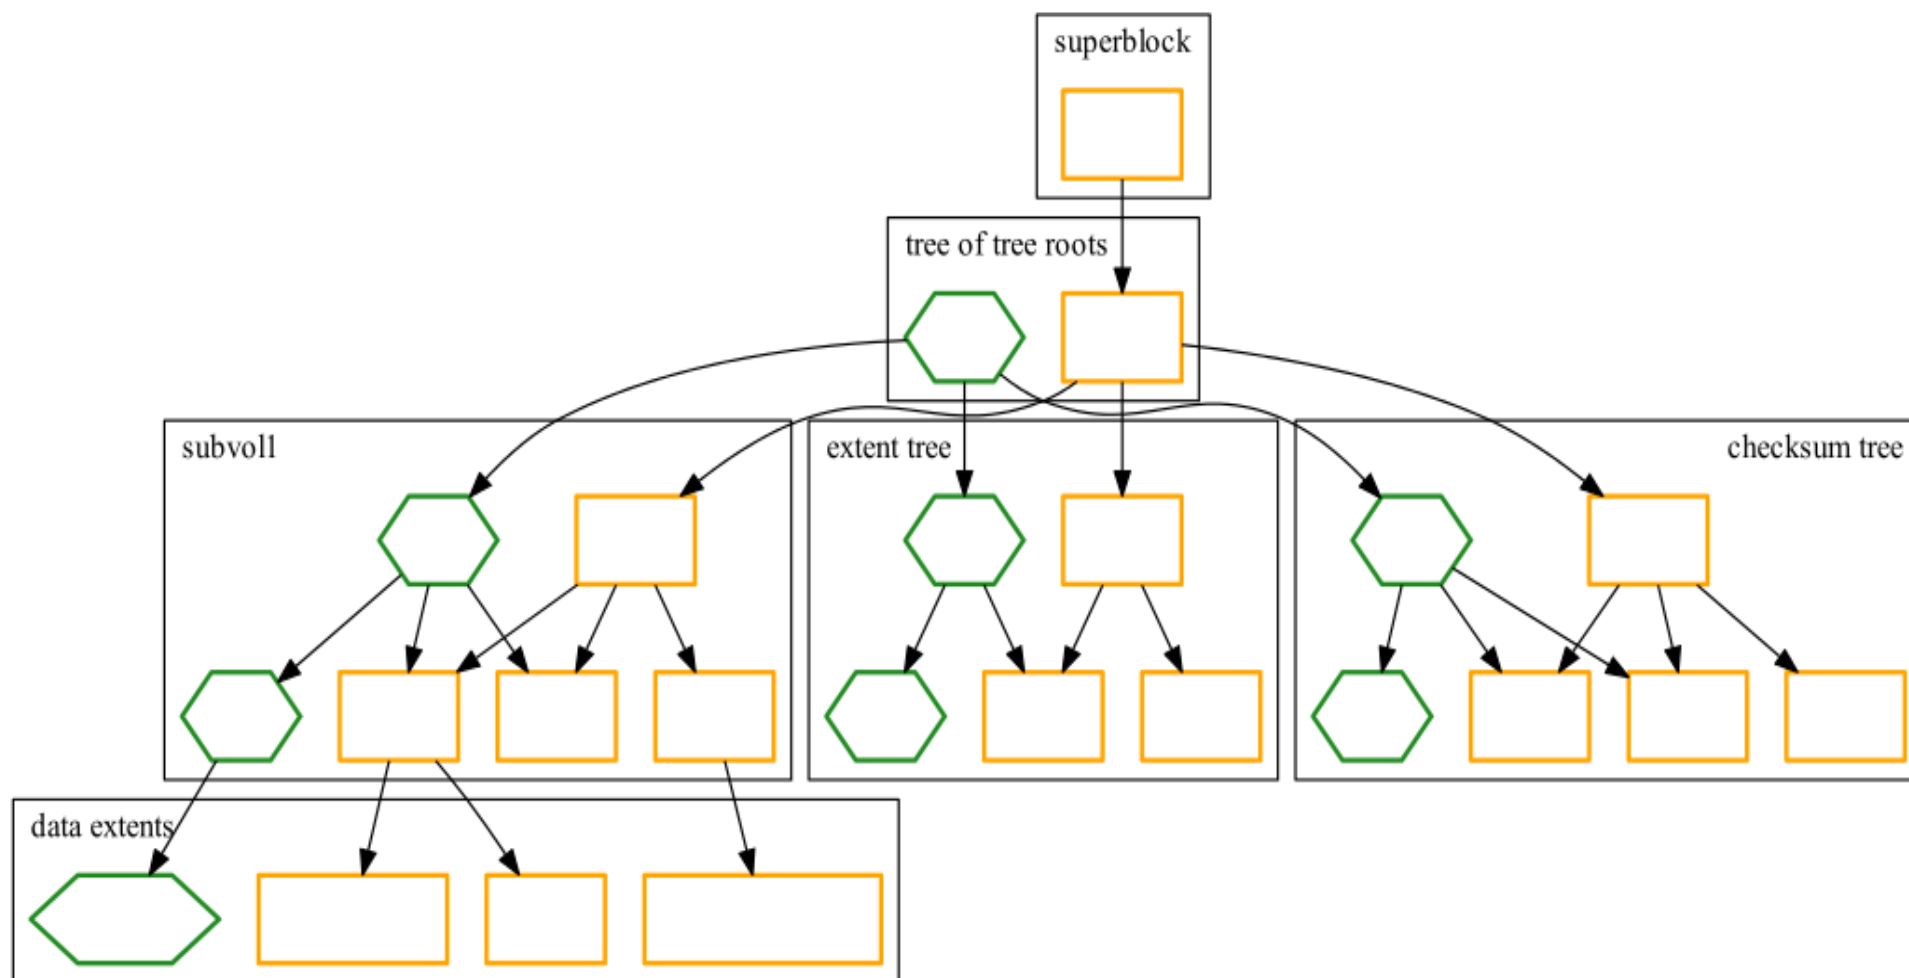 superblock
tree of tree roots
subvol1
extent tree
checksum tree
data extents